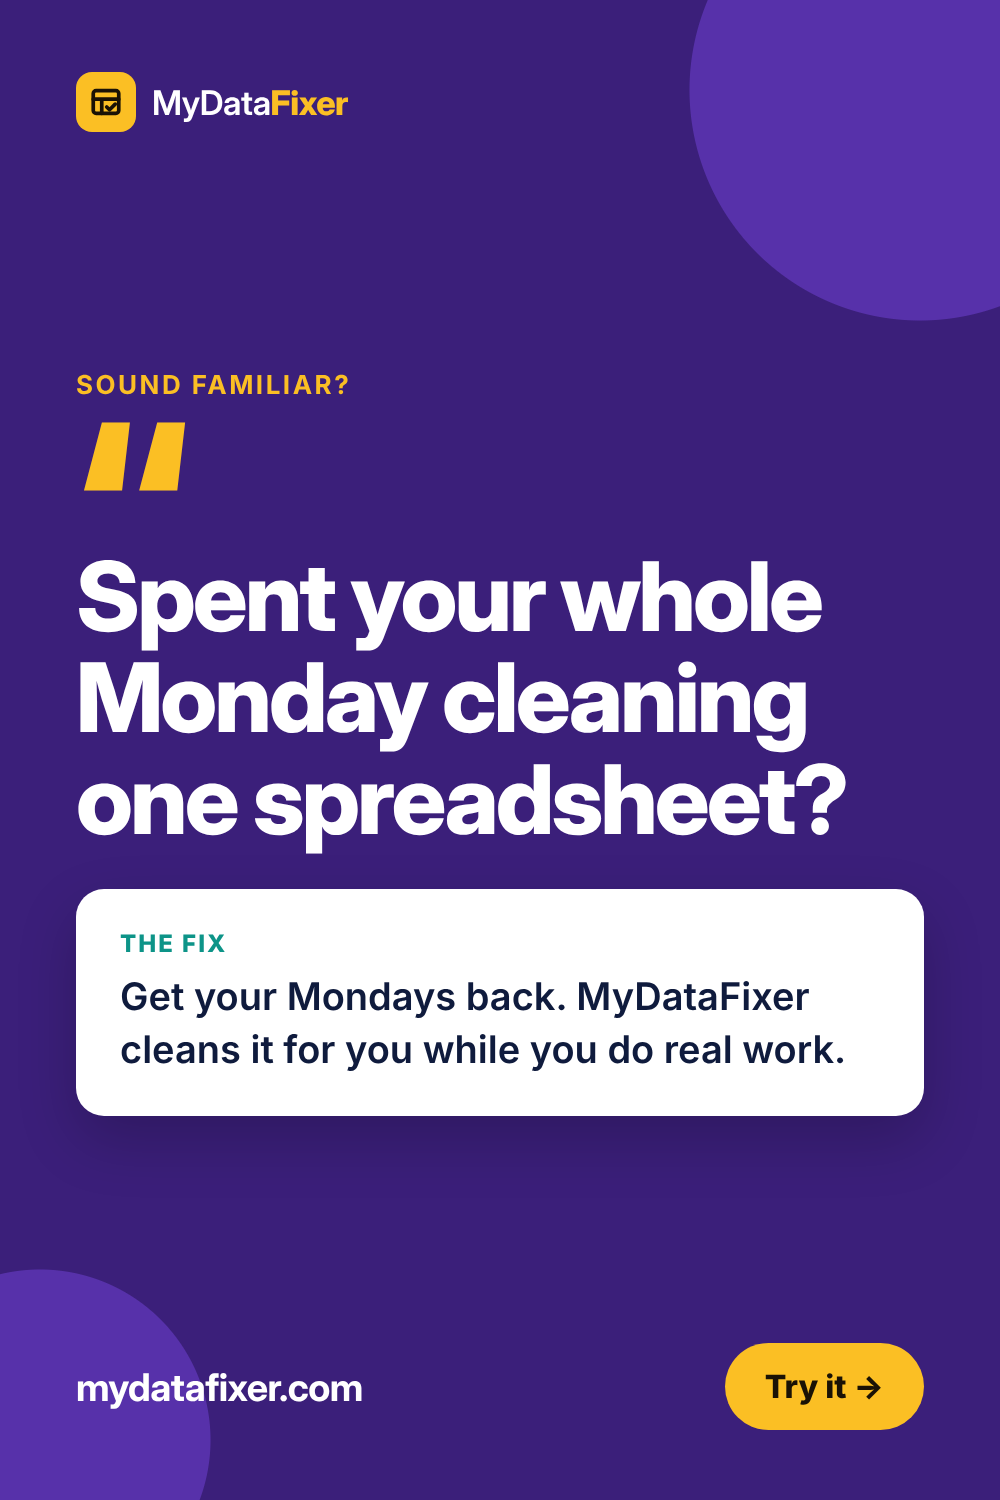 MyDataFixer
SOUND FAMILIAR?
"
Spent your whole
Monday cleaning
one spreadsheet?
THE FIX
Get your Mondays back. MyDataFixer
cleans it for you while you do real work.
mydatafixer.com
Try it →